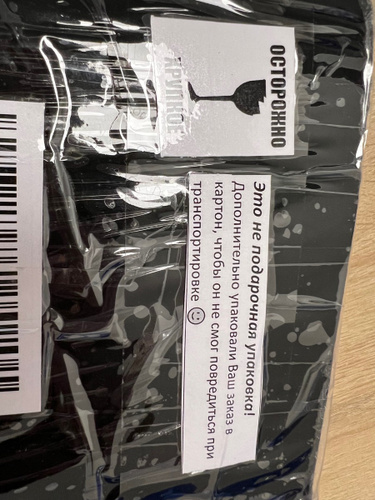 ОСТОРОЖНО
ХРУПКОЕ
Это не подарочная упаковка!
Дополнительно упаковали Ваш заказ в
картон, чтобы он не смог повредиться при
транспортировке